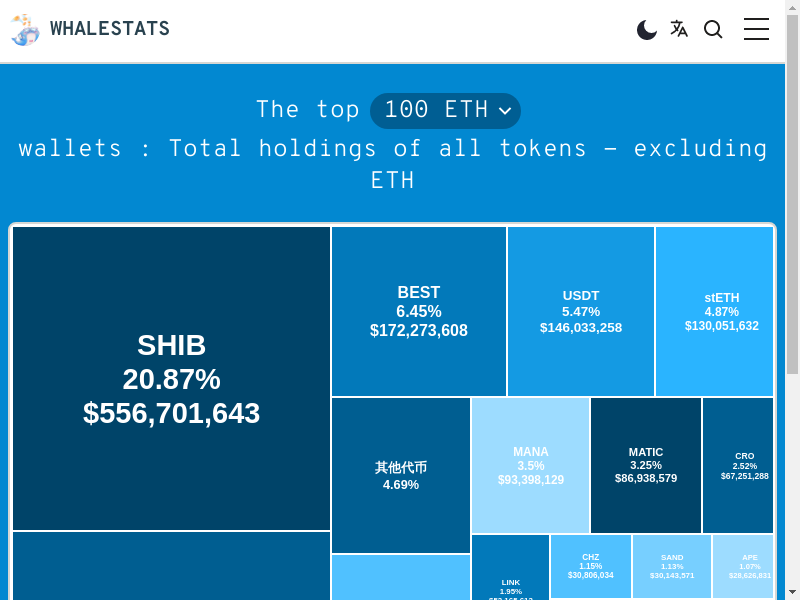 WHALESTATS
The top 100 ETH
wallets : Total holdings of all tokens – excluding
ETH
SHIB
20.87%
$556,701,643
BEST
6.45%
$172,273,608
USDT
5.47%
$146,033,258
stETH
4.87%
$130,051,632
其他代币
4.69%
MANA
3.5%
$93,398,129
MATIC
3.25%
$86,938,579
CRO
2.52%
$67,251,288
LINK
1.95%
CHZ
1.15%
$30,806,034
SAND
1.13%
$30,143,571
APE
1.07%
$28,626,831